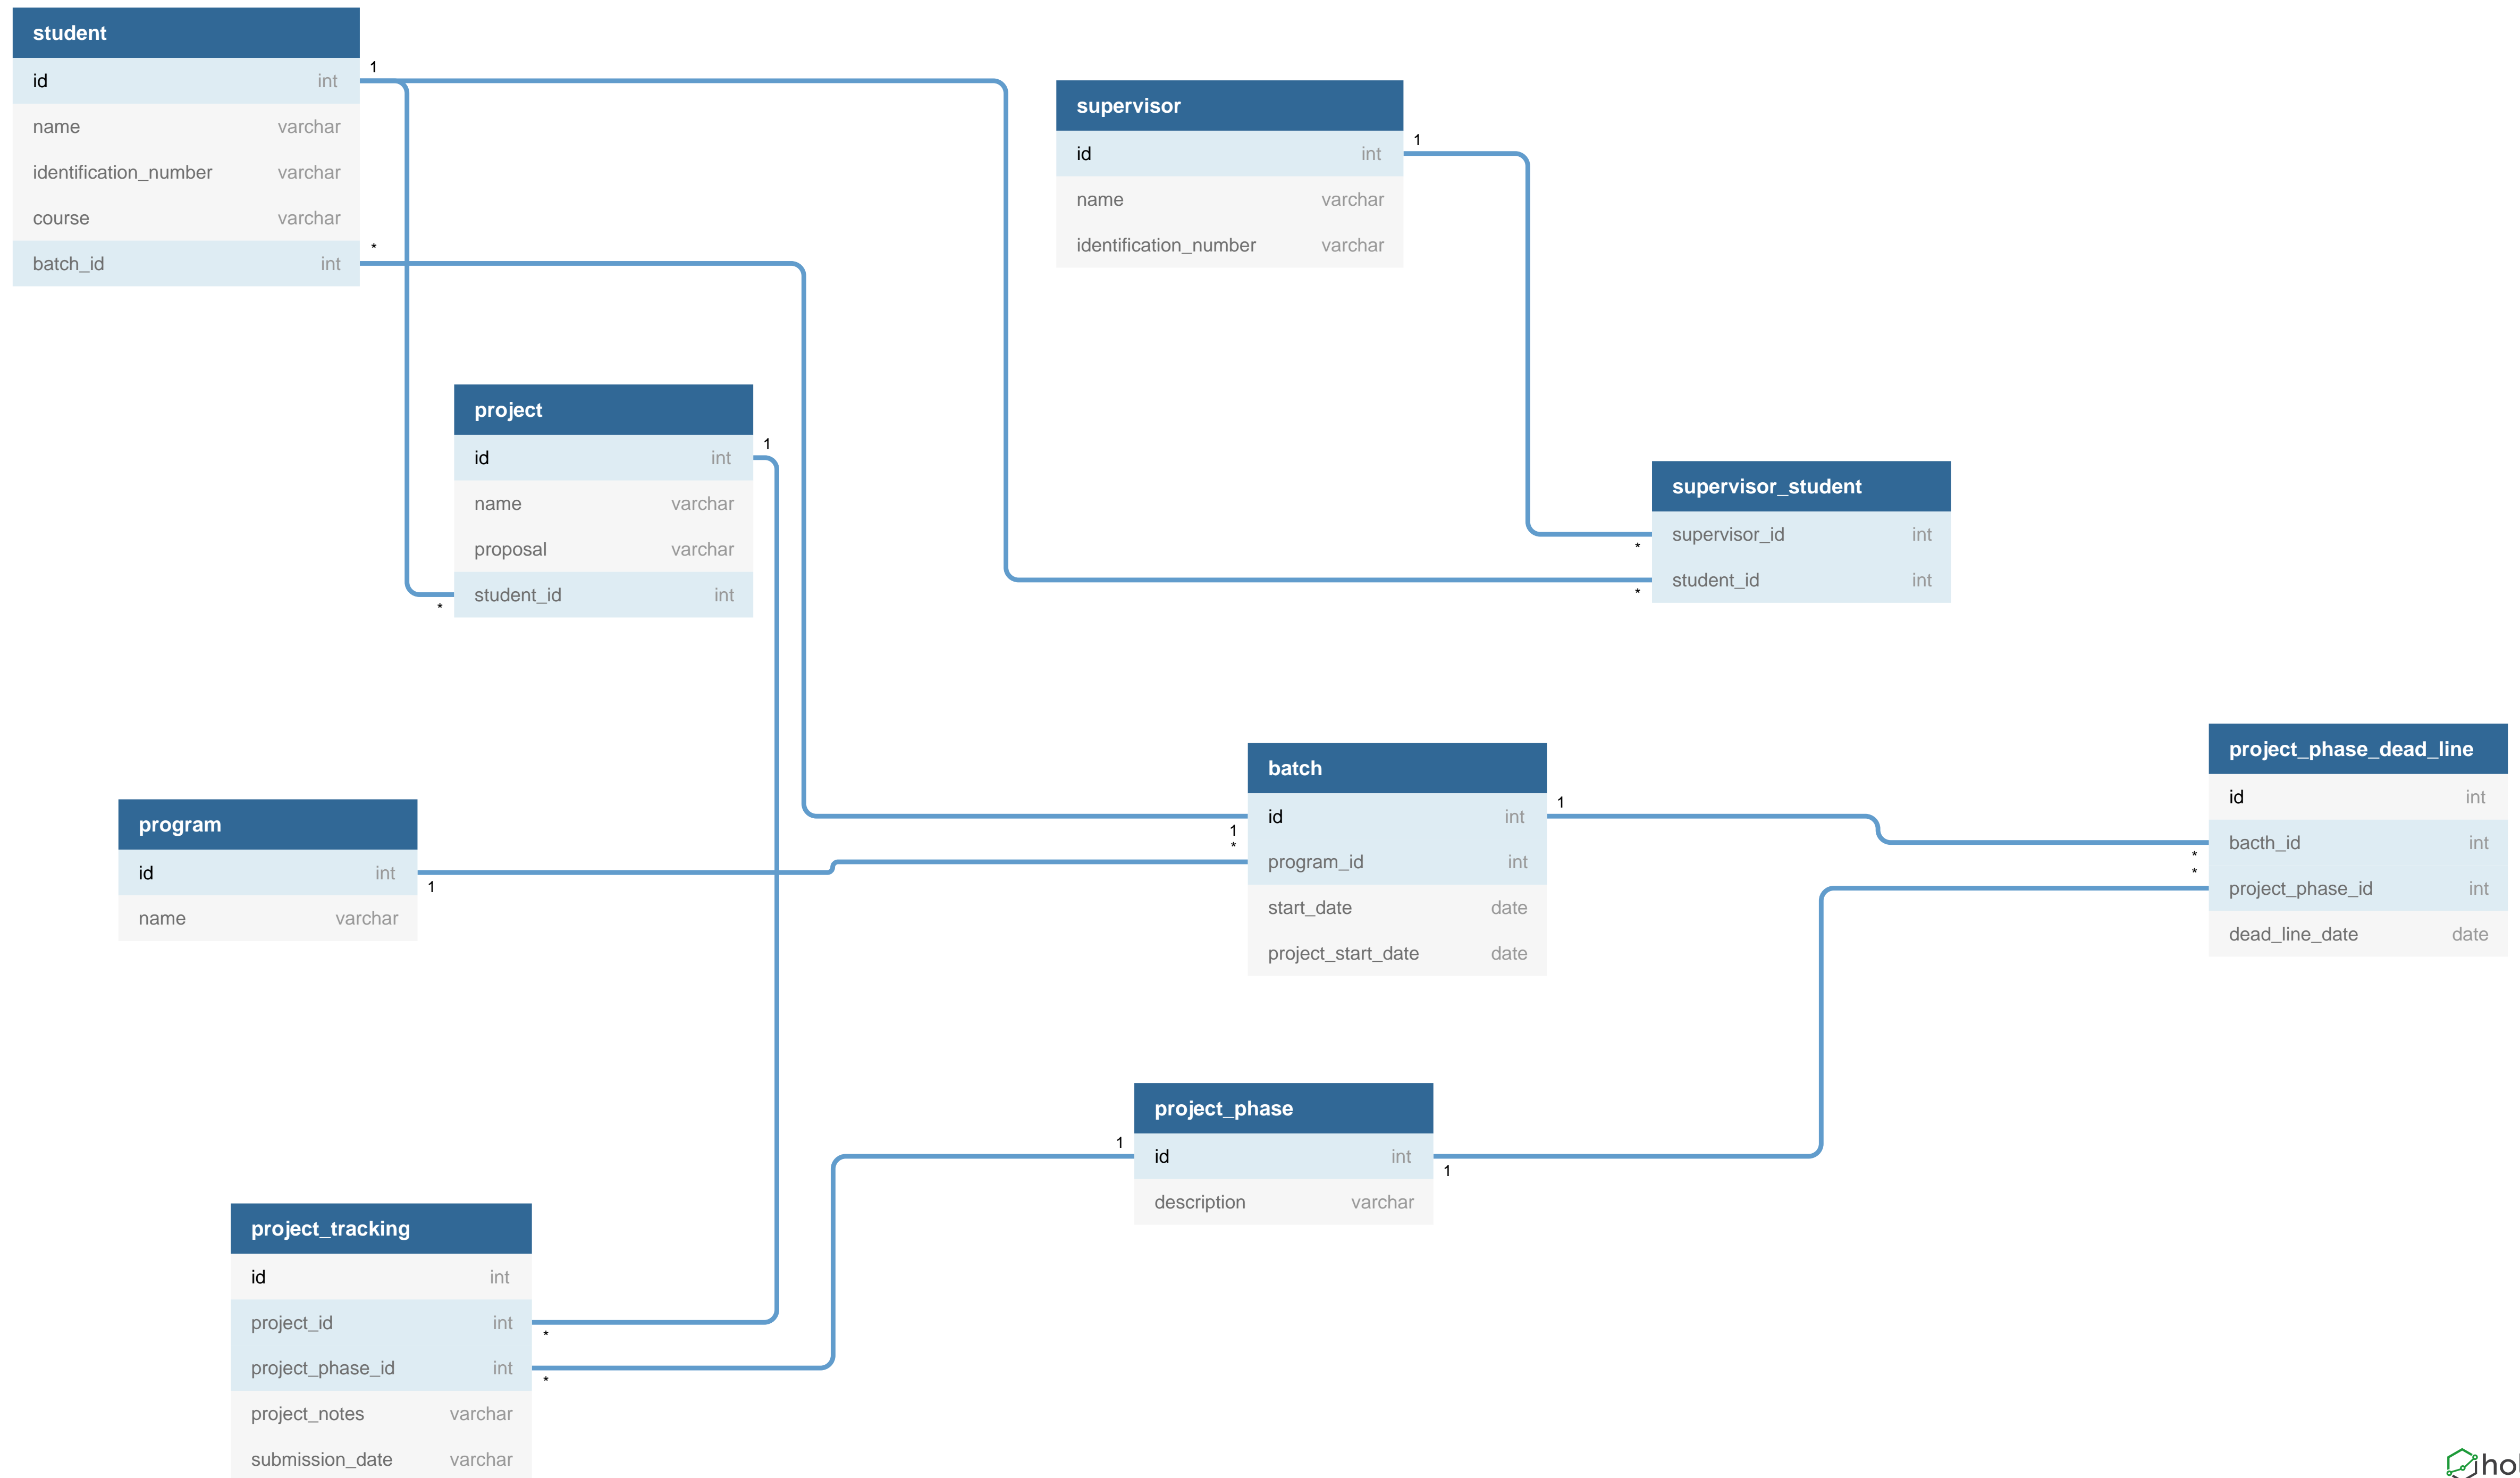 student
id int
name varchar
identification_number varchar
course varchar
batch_id int
1
*
supervisor
id int
name varchar
identification_number varchar
1
project
id int
name varchar
proposal varchar
student_id int
1
*
supervisor_student
supervisor_id int
student_id int
*
*
program
id int
name varchar
1
batch
id int
program_id int
start_date date
project_start_date date
1
1
*
project_phase_dead_line
id int
bacth_id int
project_phase_id int
dead_line_date date
*
*
project_phase
id int
description varchar
1
1
project_tracking
id int
project_id int
project_phase_id int
project_notes varchar
submission_date varchar
*
*